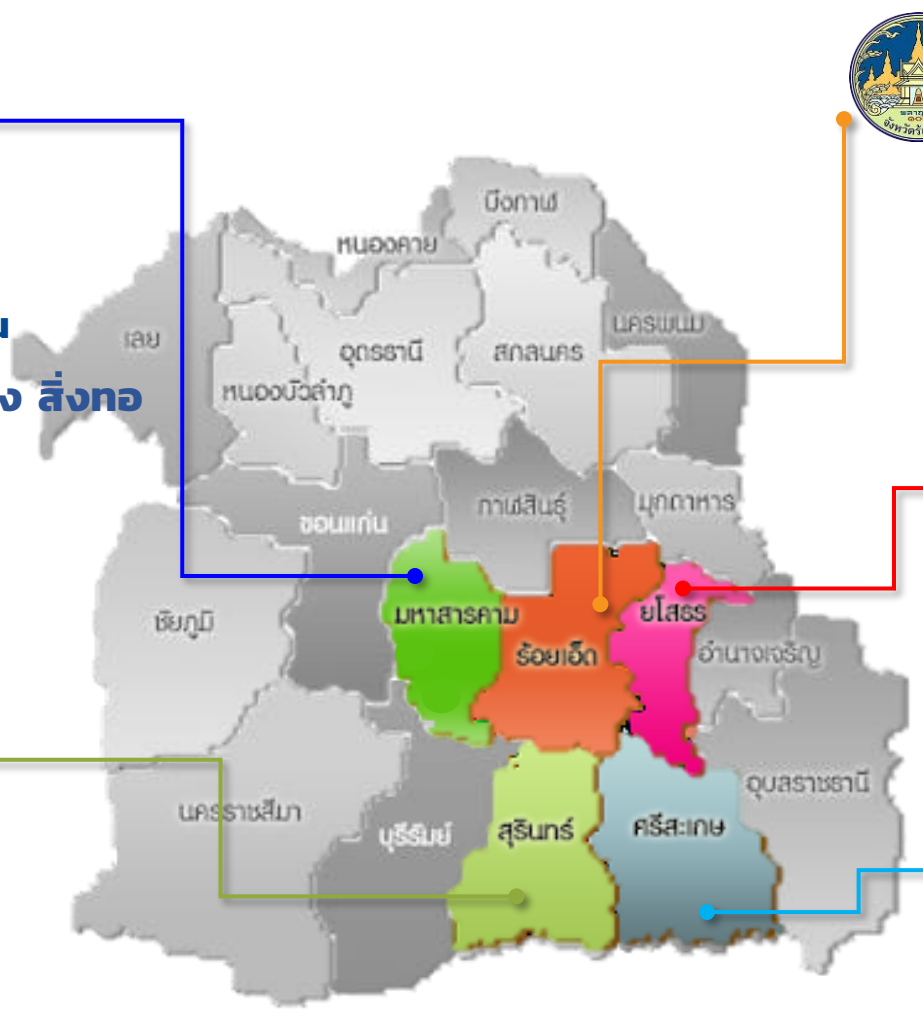 บึงกาฬ
หนองคาย
นครพนม
เลย
อุดรธานี
สกลนคร
หนองบัวลำภู
สิ่งทอ
กาฬสินธุ์
มุกดาหาร
ขอนแก่น
มหาสารคาม
ยโสธร
ชัยภูมิ
ร้อยเอ็ด
อำนาจเจริญ
อุบลราชธานี
นครราชสีมา
บุรีรัมย์
สุรินทร์
ศรีสะเกษ